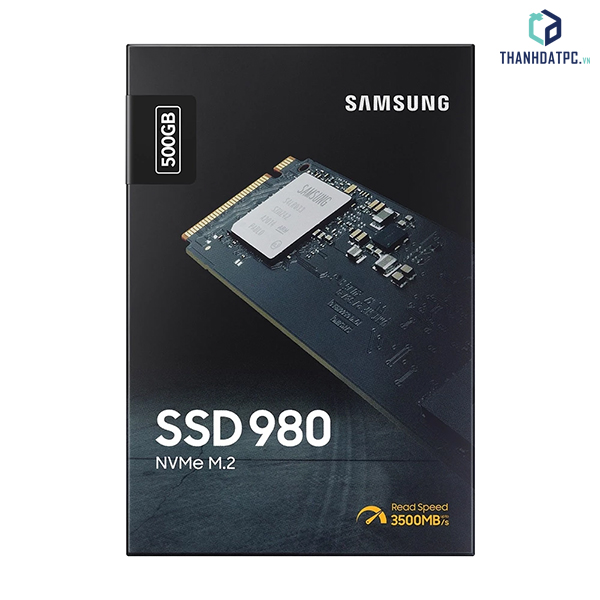 THANHDATPC.VN
500GB
SAMSUNG
SAMSUNG
SSD 980
NVMe M.2
Read Speed
3500MB/s